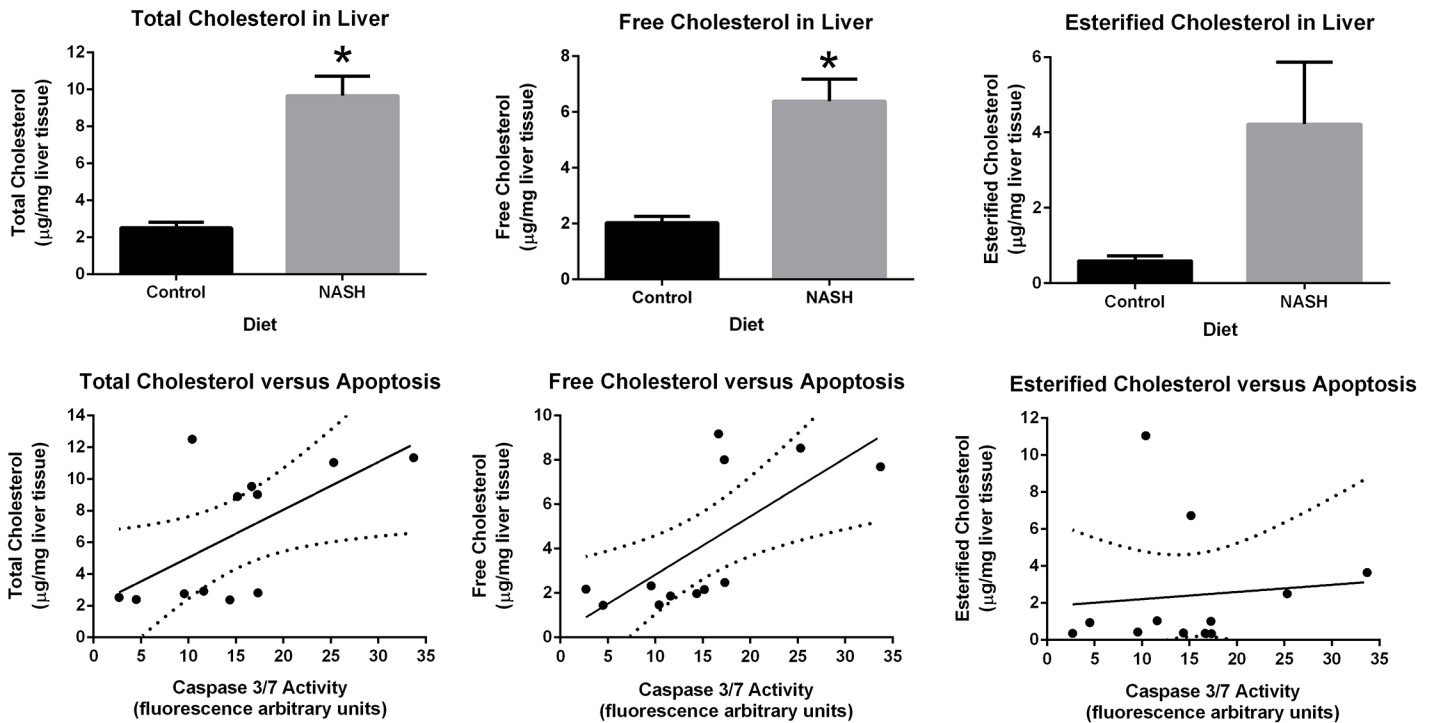 Total Cholesterol in Liver
Total Cholesterol
(µg/mg liver tissue)
12
10
8
6
4
2
0
*
Control
NASH
Diet
Free Cholesterol in Liver
Free Cholesterol
(µg/mg liver tissue)
8
6
4
2
0
*
Control
NASH
Diet
Esterified Cholesterol in Liver
Esterified Cholesterol
(µg/mg liver tissue)
6
4
2
0
Control
NASH
Diet
Total Cholesterol versus Apoptosis
Total Cholesterol
(µg/mg liver tissue)
14
12
10
8
6
4
2
0
0 5 10 15 20 25 30 35
Caspase 3/7 Activity
(fluorescence arbitrary units)
Free Cholesterol versus Apoptosis
Free Cholesterol
(µg/mg liver tissue)
10
8
6
4
2
0
0 5 10 15 20 25 30 35
Caspase 3/7 Activity
(fluorescence arbitrary units)
Esterified Cholesterol versus Apoptosis
Esterified Cholesterol
(µg/mg liver tissue)
12
10
8
6
4
2
0
0 5 10 15 20 25 30 35
Caspase 3/7 Activity
(fluorescence arbitrary units)